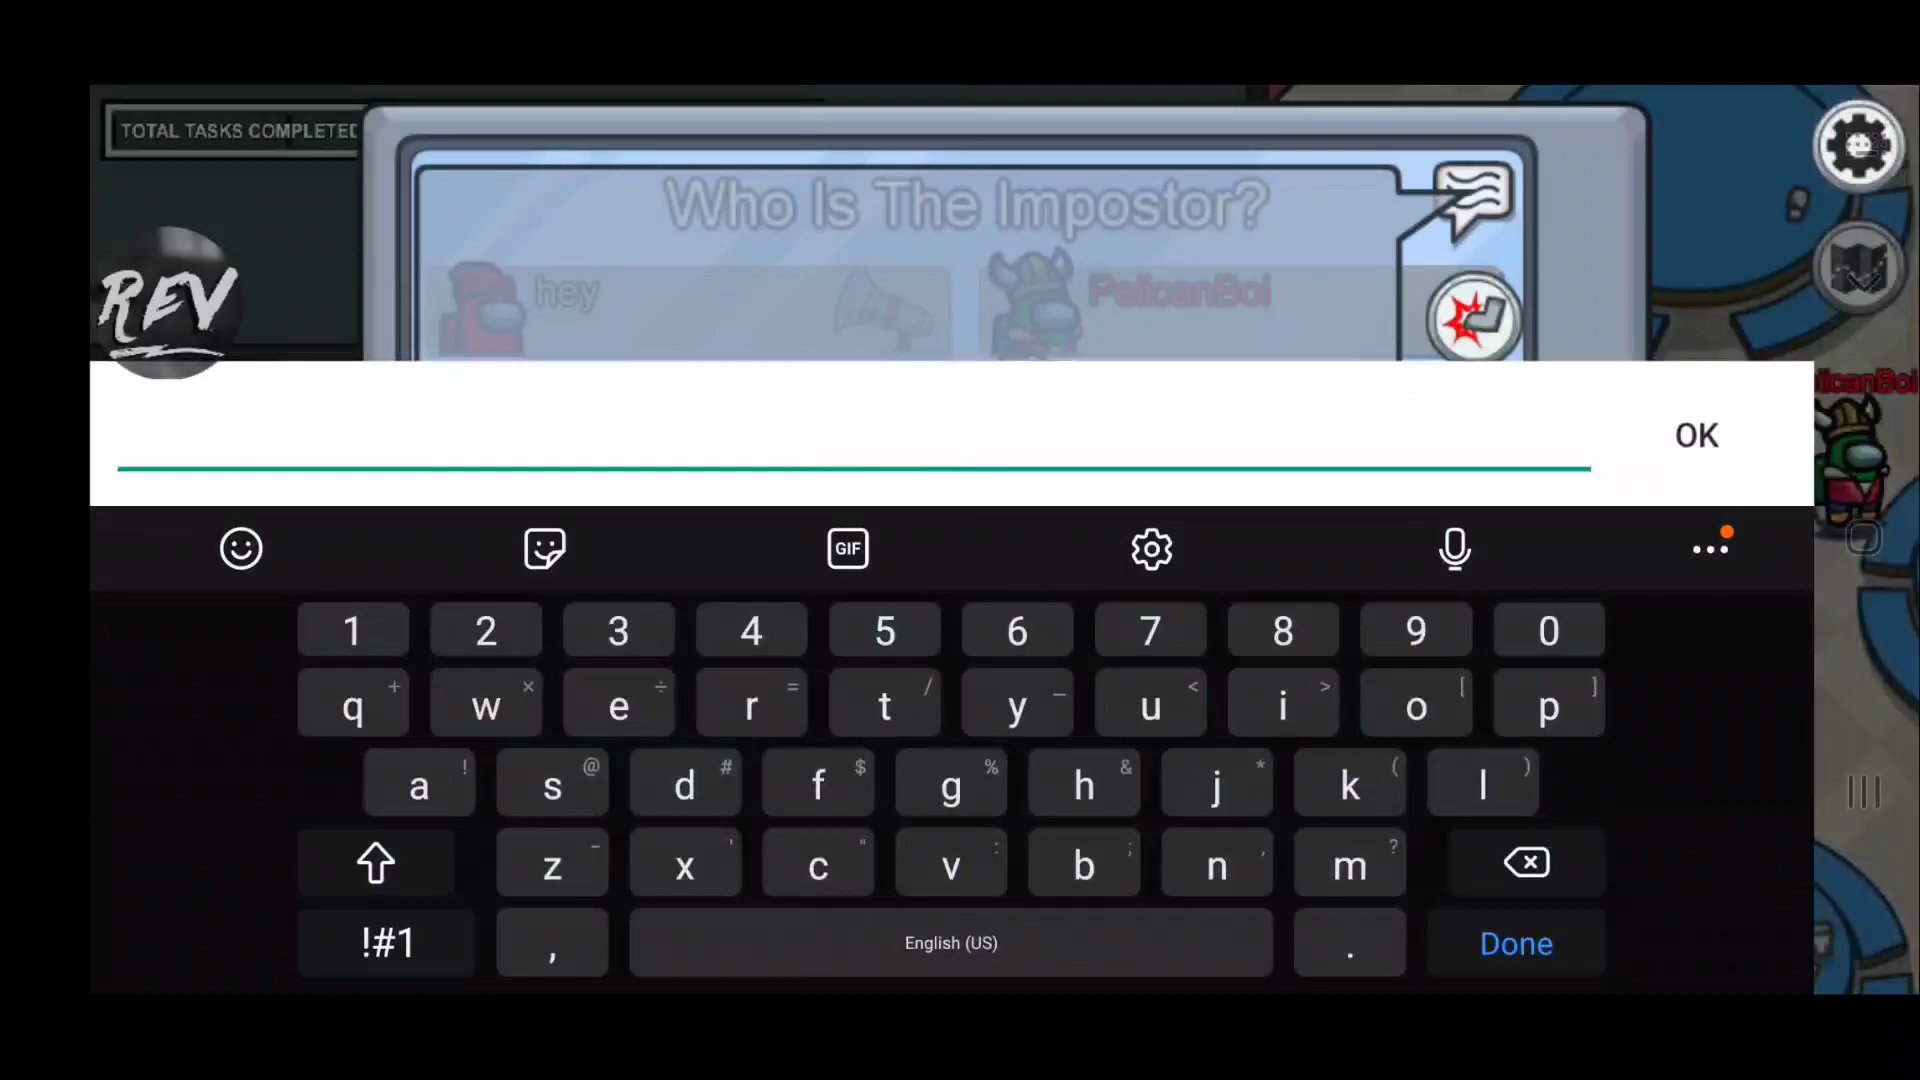 TOTAL TASKS COMPLETED
Who Is The Impostor?
REV
hey
PelicanBoi
licanBoi
OK
GIF
1 2 3 4 5 6 7 8 9 0
+ × ÷ = / _ < > [ ]
q w e r t y u i o p
! @ # $ % & * ( )
a s d f g h j k l
- ' " : ; , ?
z x c v b n m
!#1 , English (US) . Done